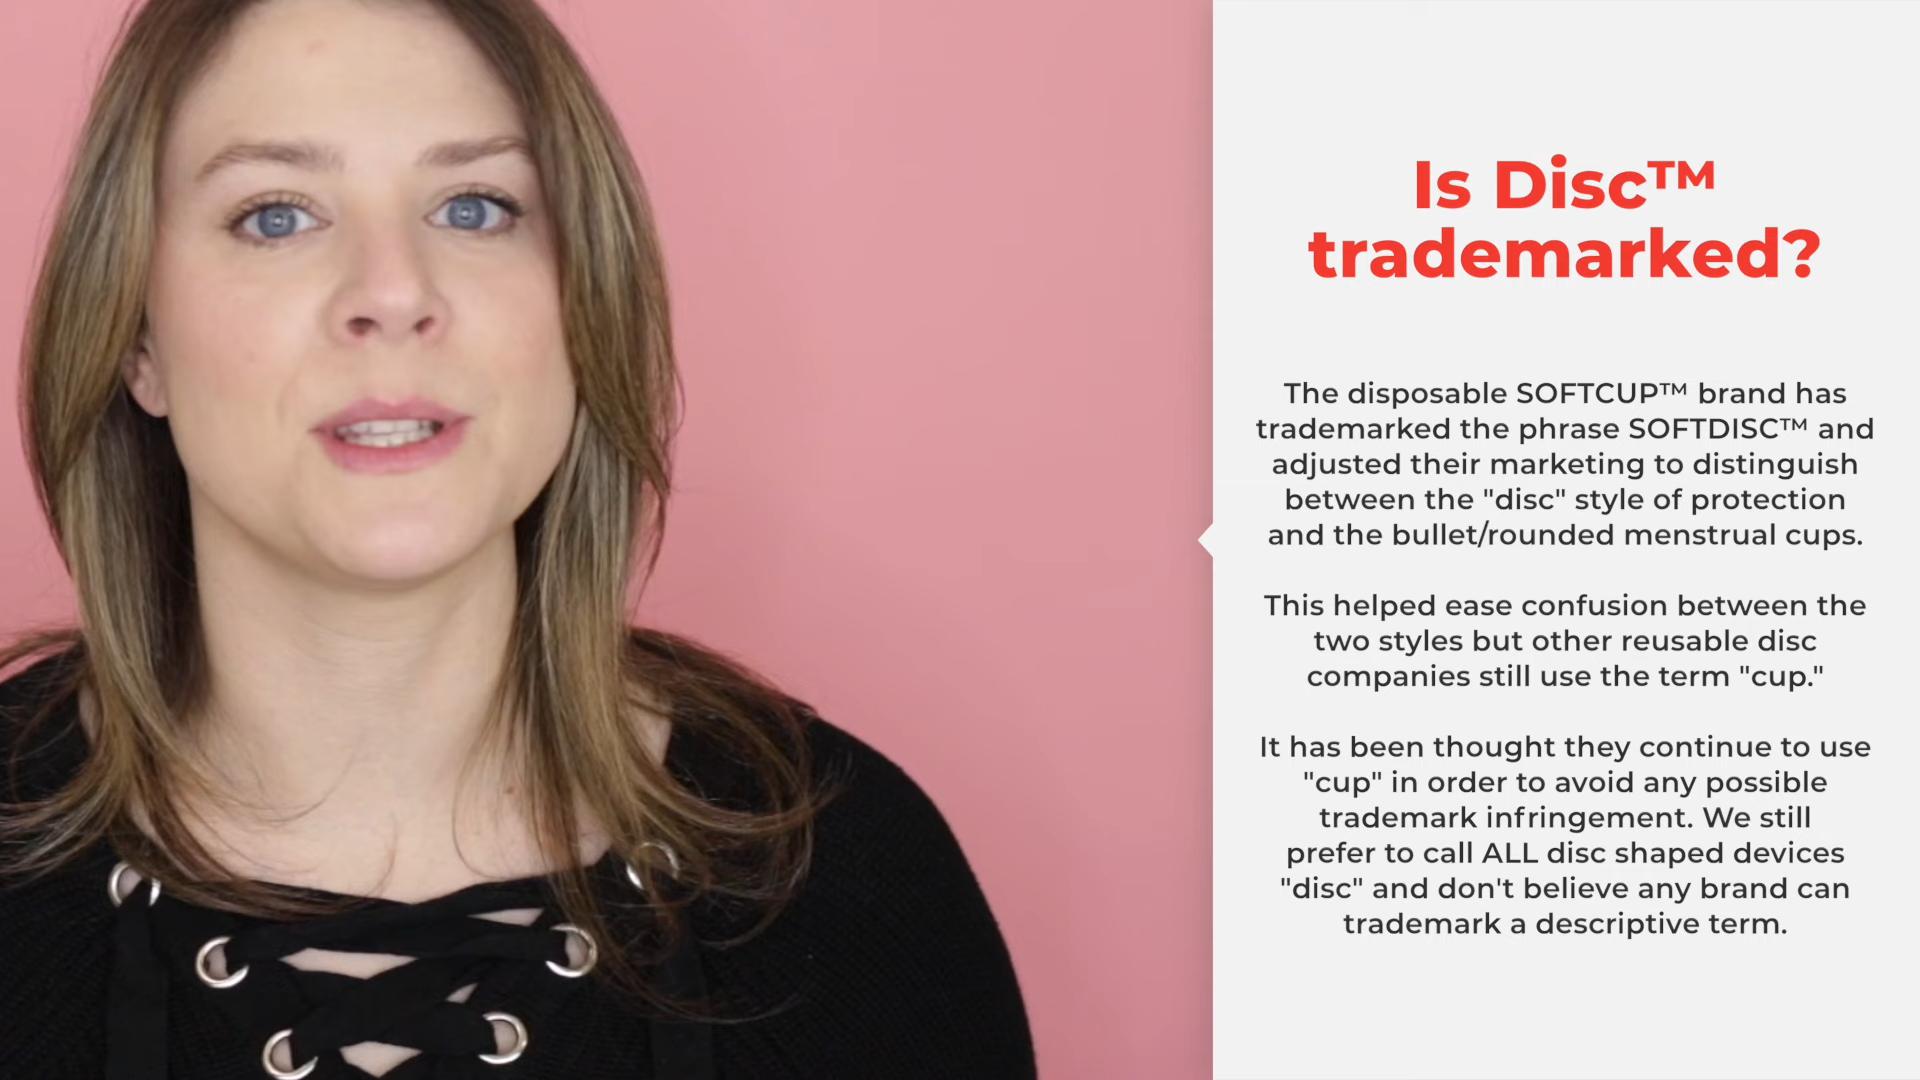 Is Disc™
trademarked?
The disposable SOFTCUP™ brand has
trademarked the phrase SOFTDISC™ and
adjusted their marketing to distinguish
between the "disc" style of protection
and the bullet/rounded menstrual cups.
This helped ease confusion between the
two styles but other reusable disc
companies still use the term "cup."
It has been thought they continue to use
"cup" in order to avoid any possible
trademark infringement. We still
prefer to call ALL disc shaped devices
"disc" and don't believe any brand can
trademark a descriptive term.